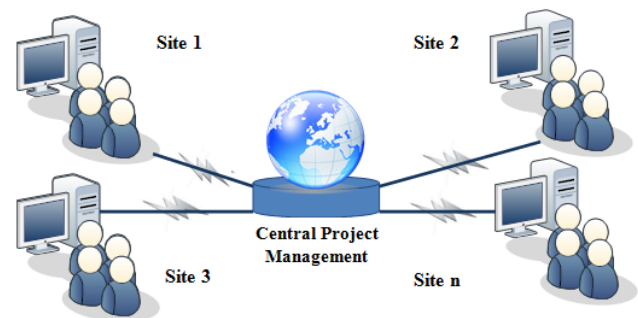 Site 1
Site 2
Central Project
Management
Site 3
Site n